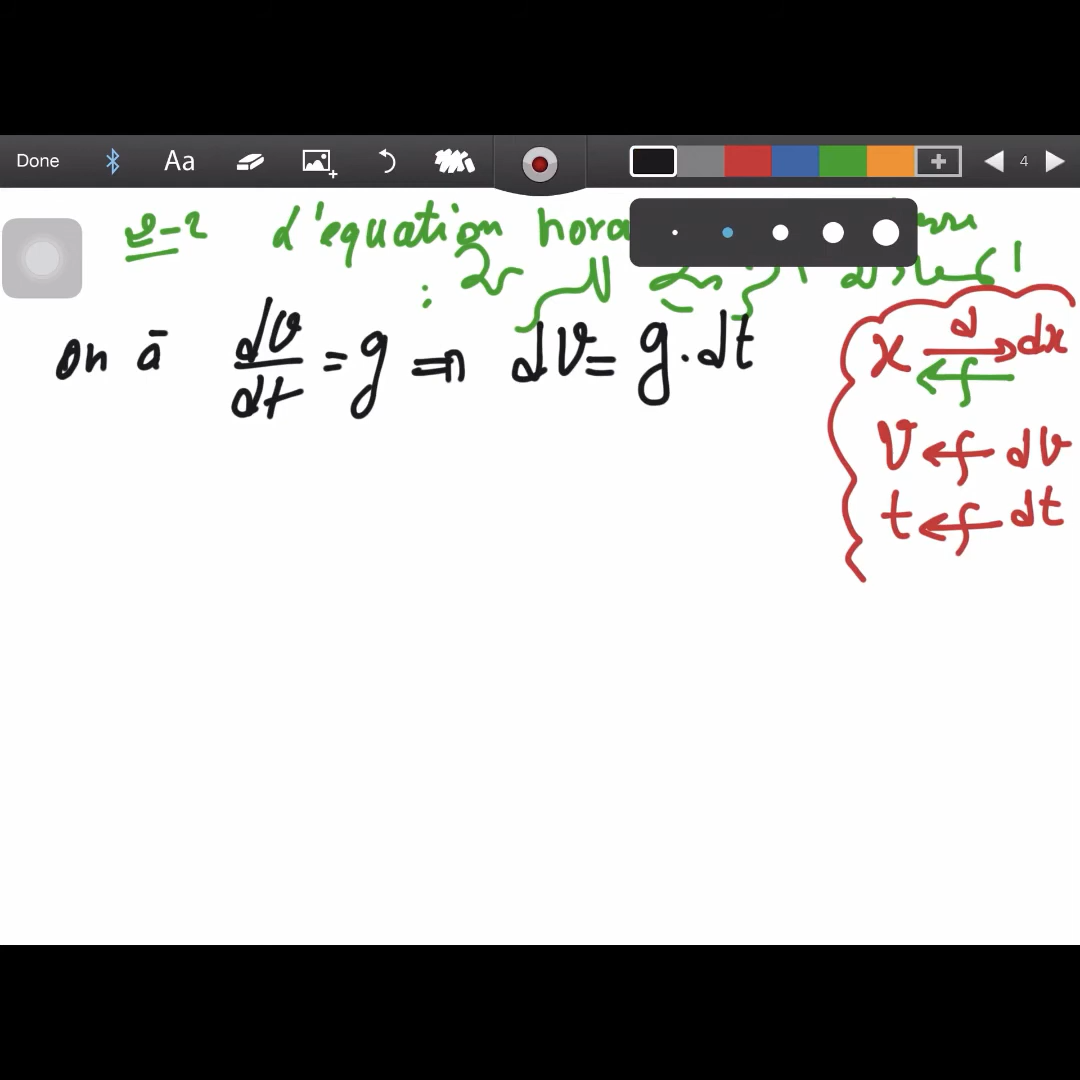 Done Aa 4
2-2 l'equation hora
:
on a dv/dt = g ⇒ dv = g.dt
x d→ dx
←∫
v ←∫ dv
t ←∫ dt